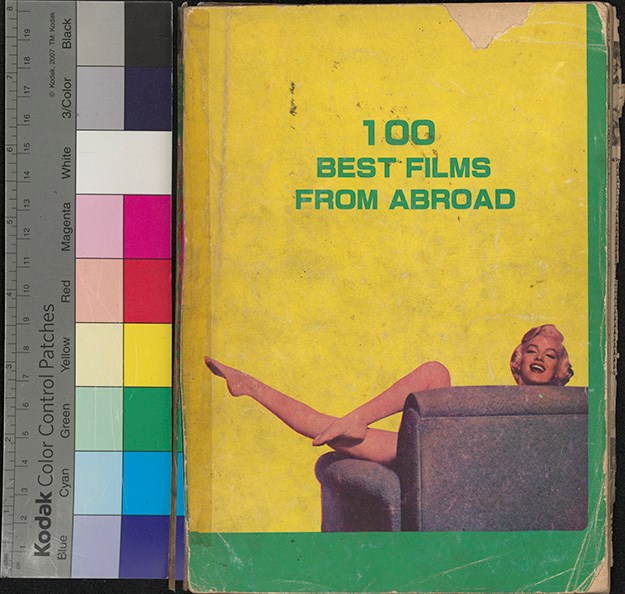 100
BEST FILMS
FROM ABROAD
Kodak Color Control Patches
© Kodak, 2007 TM: Kodak
Blue
Cyan
Green
Yellow
Red
Magenta
White
3/Color
Black